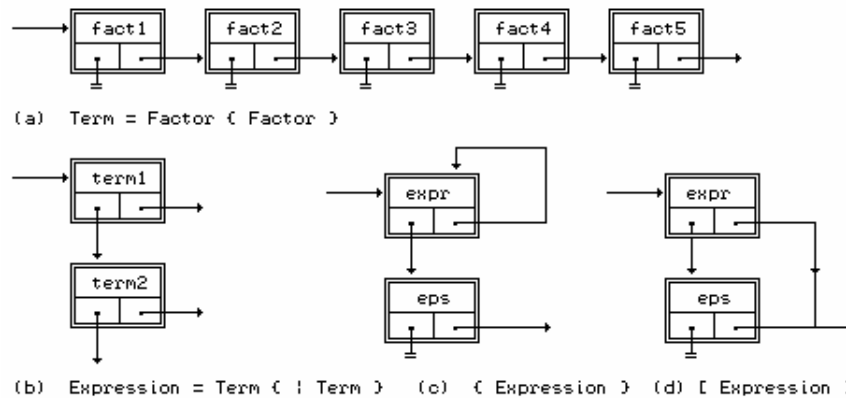 fact1 fact2 fact3 fact4 fact5
(a) Term = Factor { Factor }
term1 expr expr
term2 eps eps
(b) Expression = Term { | Term } (c) { Expression } (d) [ Expression ]